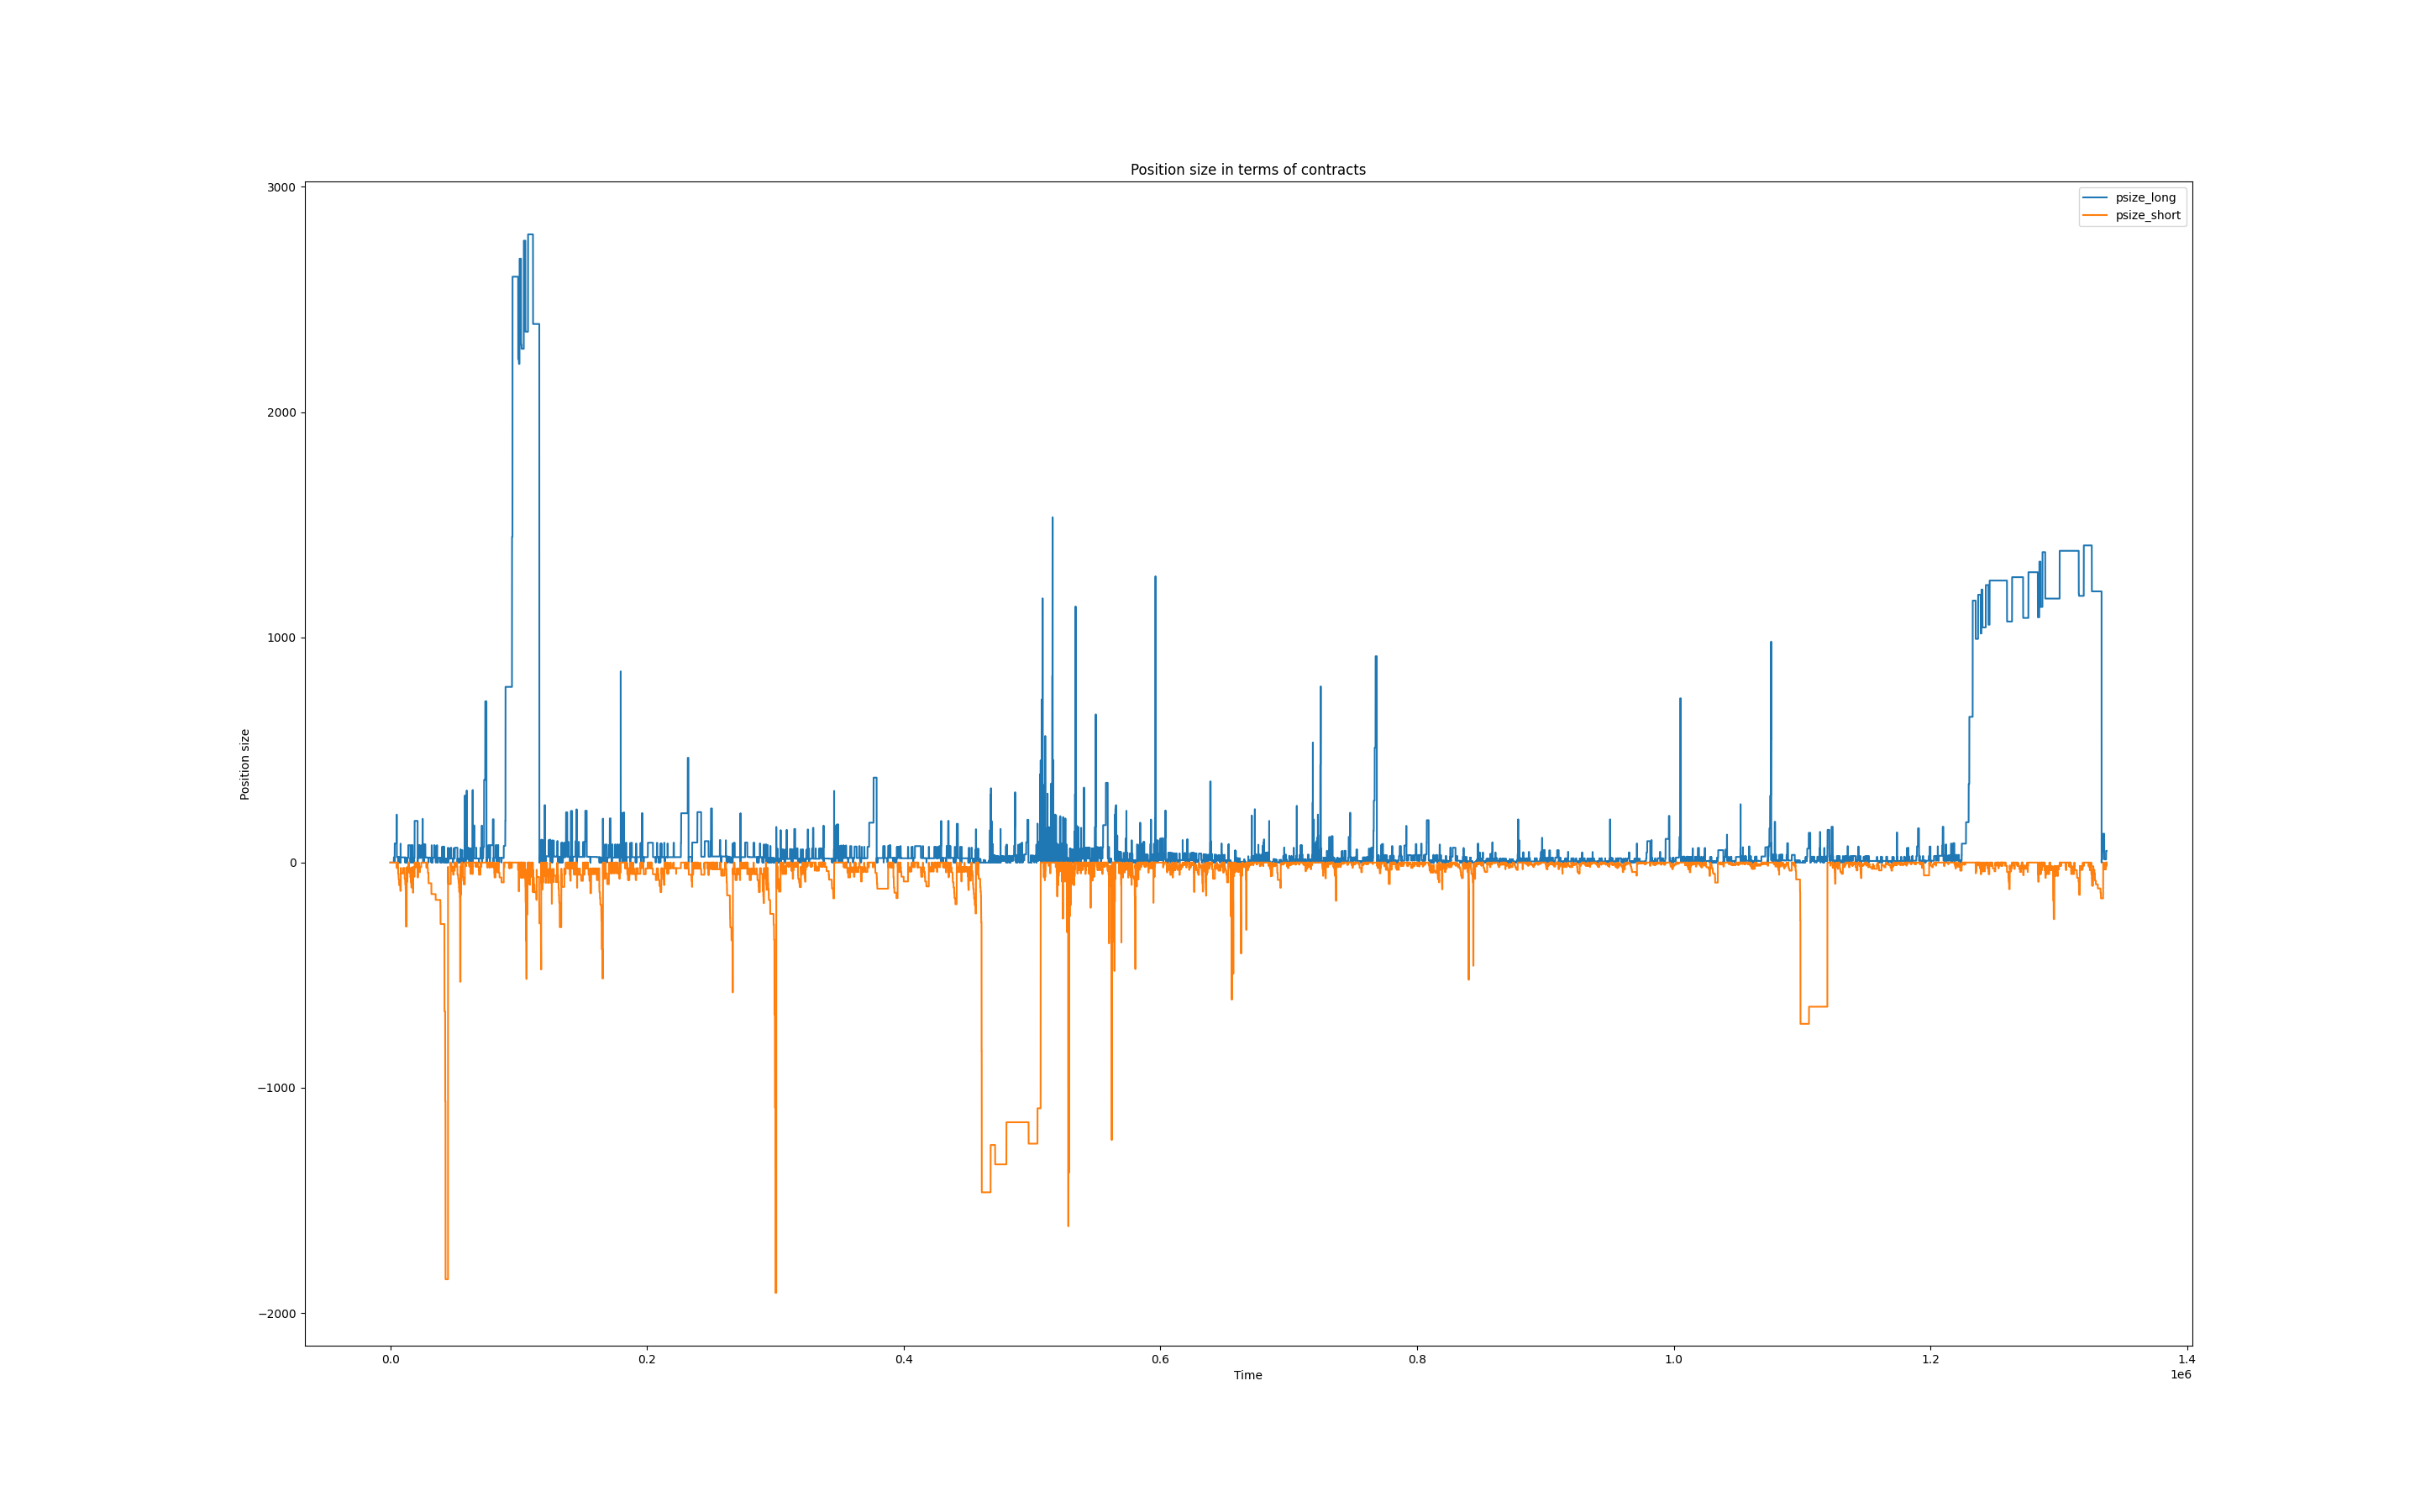 Position size in terms of contracts
psize_long
psize_short
Position size
3000
2000
1000
0
−1000
−2000
0.0 0.2 0.4 0.6 0.8 1.0 1.2 1.4
1e6
Time